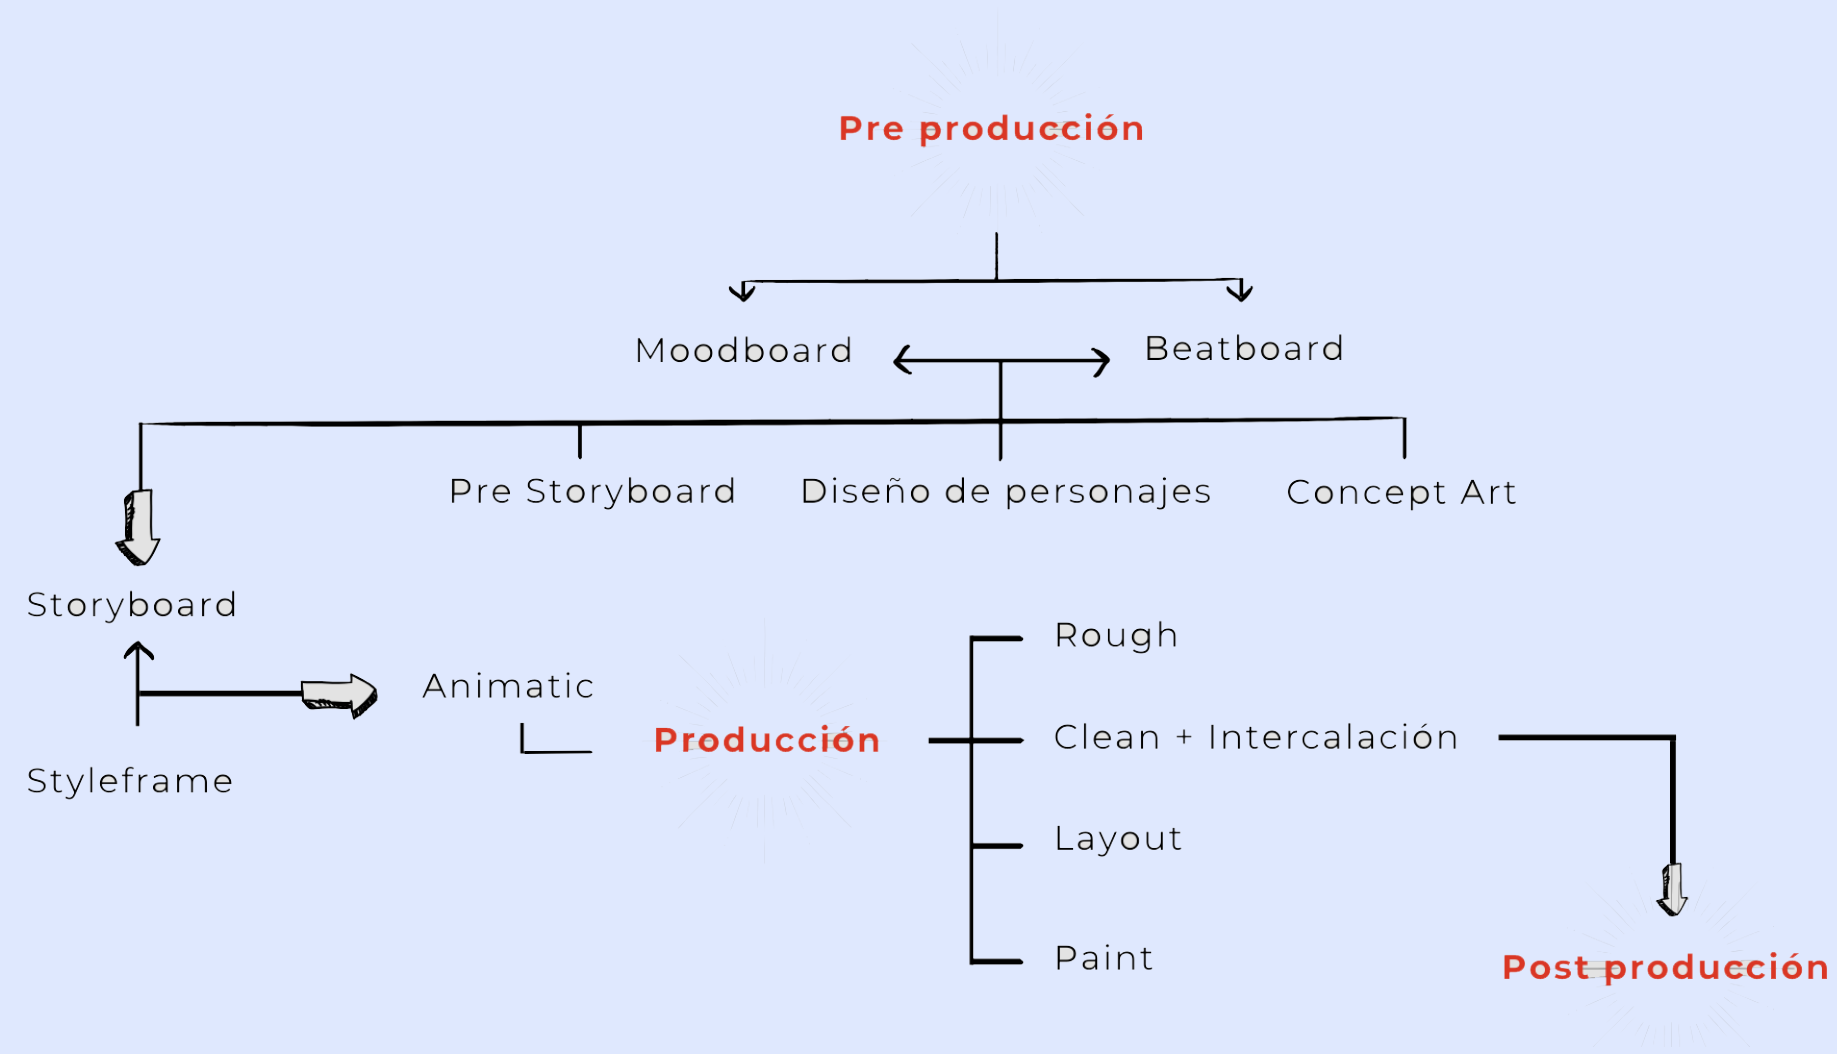 Pre producción
Moodboard
Beatboard
Pre Storyboard
Diseño de personajes
Concept Art
Storyboard
Animatic
Styleframe
Producción
Rough
Clean + Intercalación
Layout
Paint
Post producción